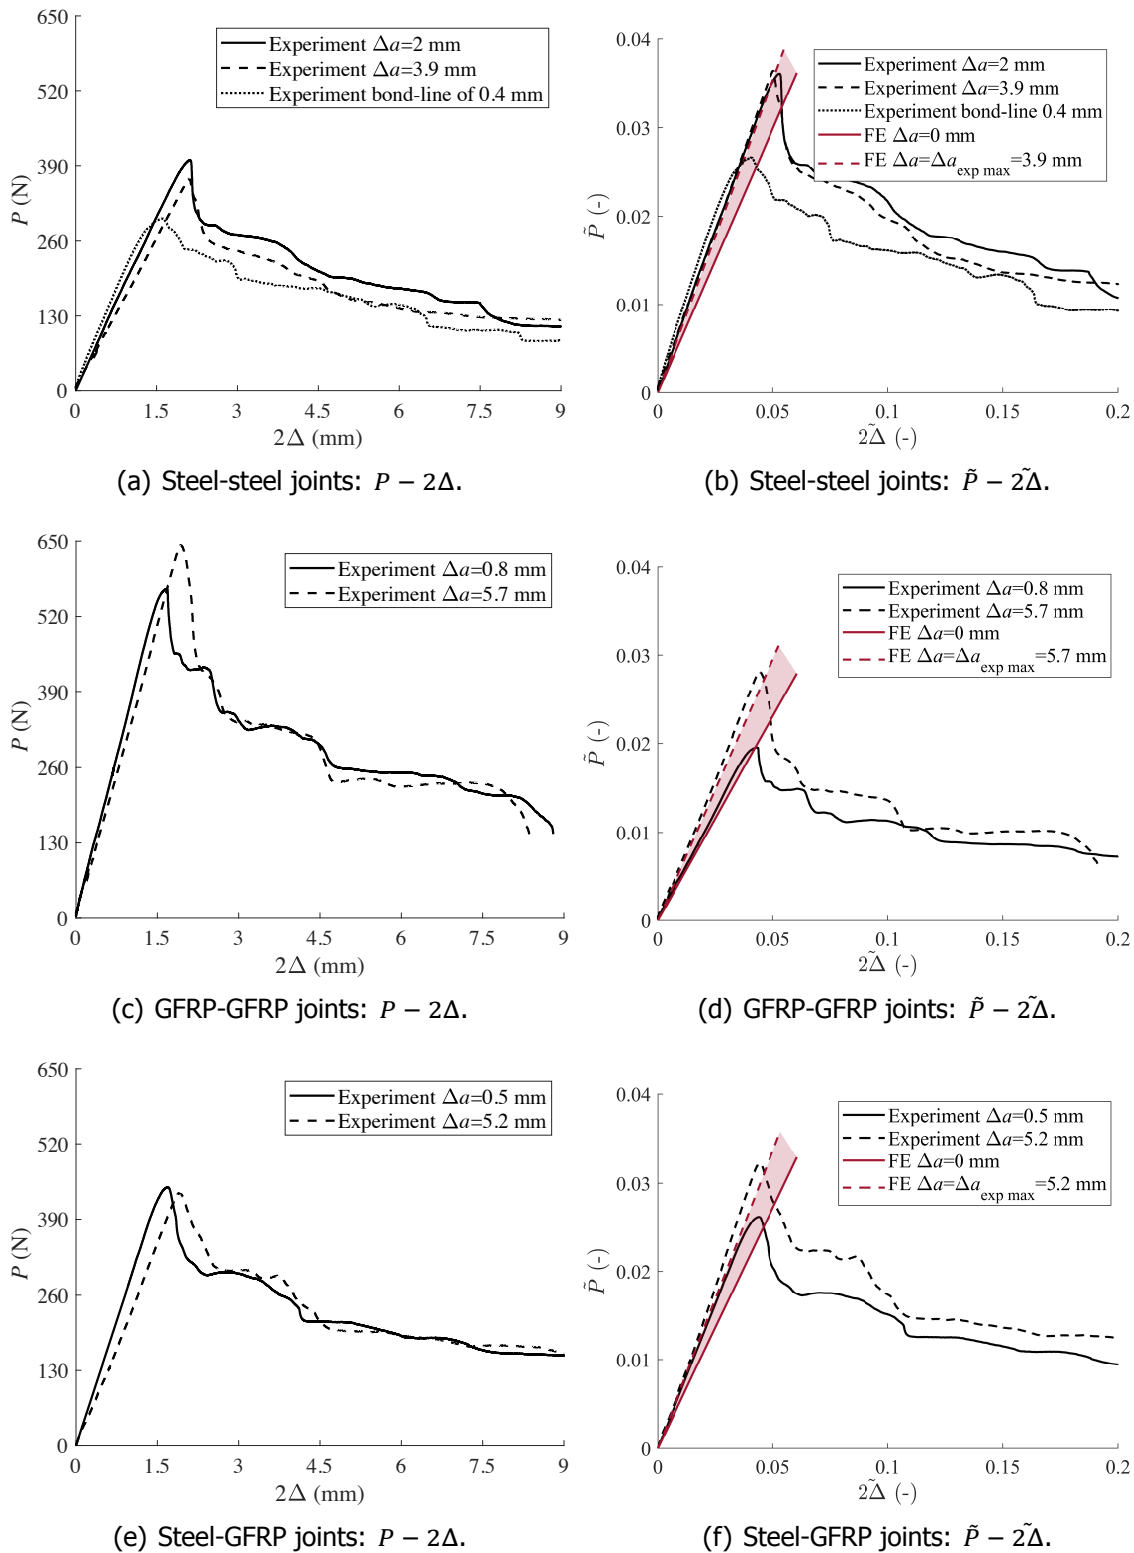 650
520
390
260
130
0
P (N)
Experiment Δa=2 mm
Experiment Δa=3.9 mm
Experiment bond-line of 0.4 mm
0 1.5 3 4.5 6 7.5 9
2Δ (mm)
(a) Steel-steel joints: P − 2Δ.
0.04
0.03
0.02
0.01
0
P̃ (-)
Experiment Δa=2 mm
Experiment Δa=3.9 mm
Experiment bond-line 0.4 mm
FE Δa=0 mm
FE Δa=Δa exp max=3.9 mm
0 0.05 0.1 0.15 0.2
2Δ̃ (-)
(b) Steel-steel joints: P̃ − 2Δ̃.
650
520
390
260
130
0
P (N)
Experiment Δa=0.8 mm
Experiment Δa=5.7 mm
0 1.5 3 4.5 6 7.5 9
2Δ (mm)
(c) GFRP-GFRP joints: P − 2Δ.
0.04
0.03
0.02
0.01
0
P̃ (-)
Experiment Δa=0.8 mm
Experiment Δa=5.7 mm
FE Δa=0 mm
FE Δa=Δa exp max=5.7 mm
0 0.05 0.1 0.15 0.2
2Δ̃ (-)
(d) GFRP-GFRP joints: P̃ − 2Δ̃.
650
520
390
260
130
0
P (N)
Experiment Δa=0.5 mm
Experiment Δa=5.2 mm
0 1.5 3 4.5 6 7.5 9
2Δ (mm)
(e) Steel-GFRP joints: P − 2Δ.
0.04
0.03
0.02
0.01
0
P̃ (-)
Experiment Δa=0.5 mm
Experiment Δa=5.2 mm
FE Δa=0 mm
FE Δa=Δa exp max=5.2 mm
0 0.05 0.1 0.15 0.2
2Δ̃ (-)
(f) Steel-GFRP joints: P̃ − 2Δ̃.